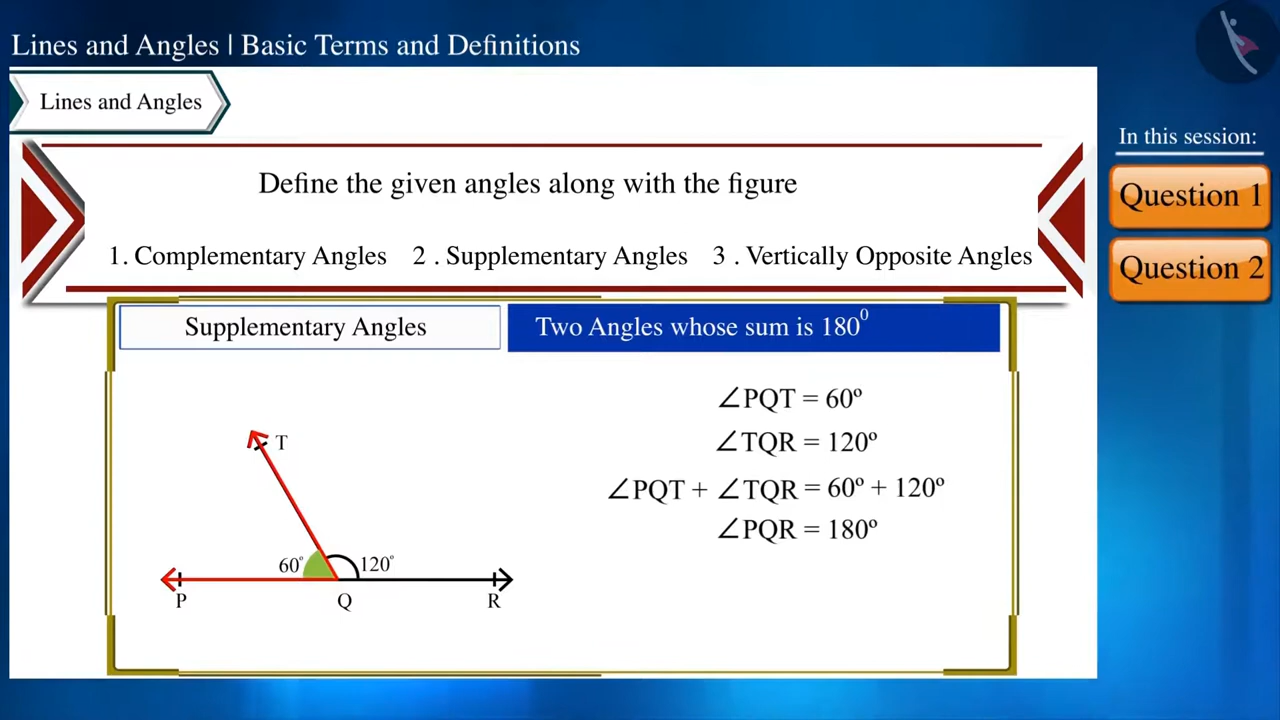 Lines and Angles | Basic Terms and Definitions
Lines and Angles
In this session:
Question 1
Question 2
Define the given angles along with the figure
1. Complementary Angles 2 . Supplementary Angles 3 . Vertically Opposite Angles
Supplementary Angles
Two Angles whose sum is 180⁰
∠PQT = 60º
∠TQR = 120º
∠PQT + ∠TQR = 60º + 120º
∠PQR = 180º
T
60° 120°
P Q R